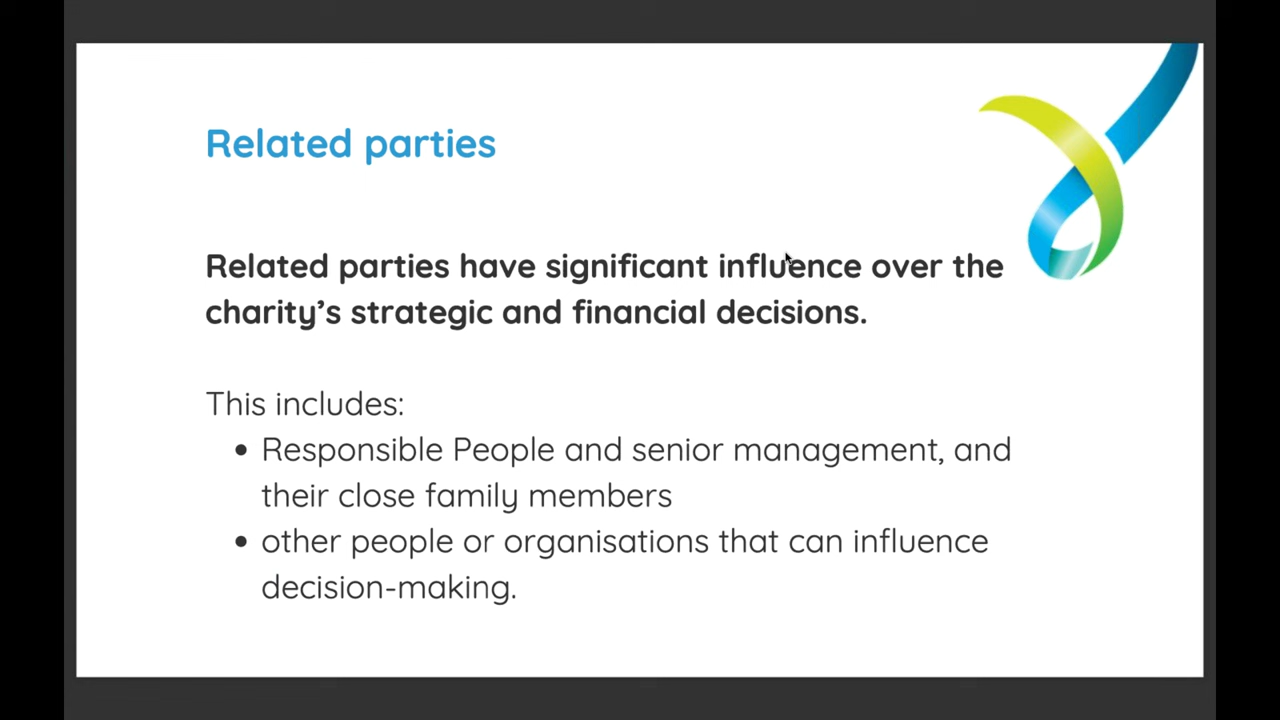 Related parties
Related parties have significant influence over the
charity’s strategic and financial decisions.
This includes:
• Responsible People and senior management, and
their close family members
• other people or organisations that can influence
decision-making.